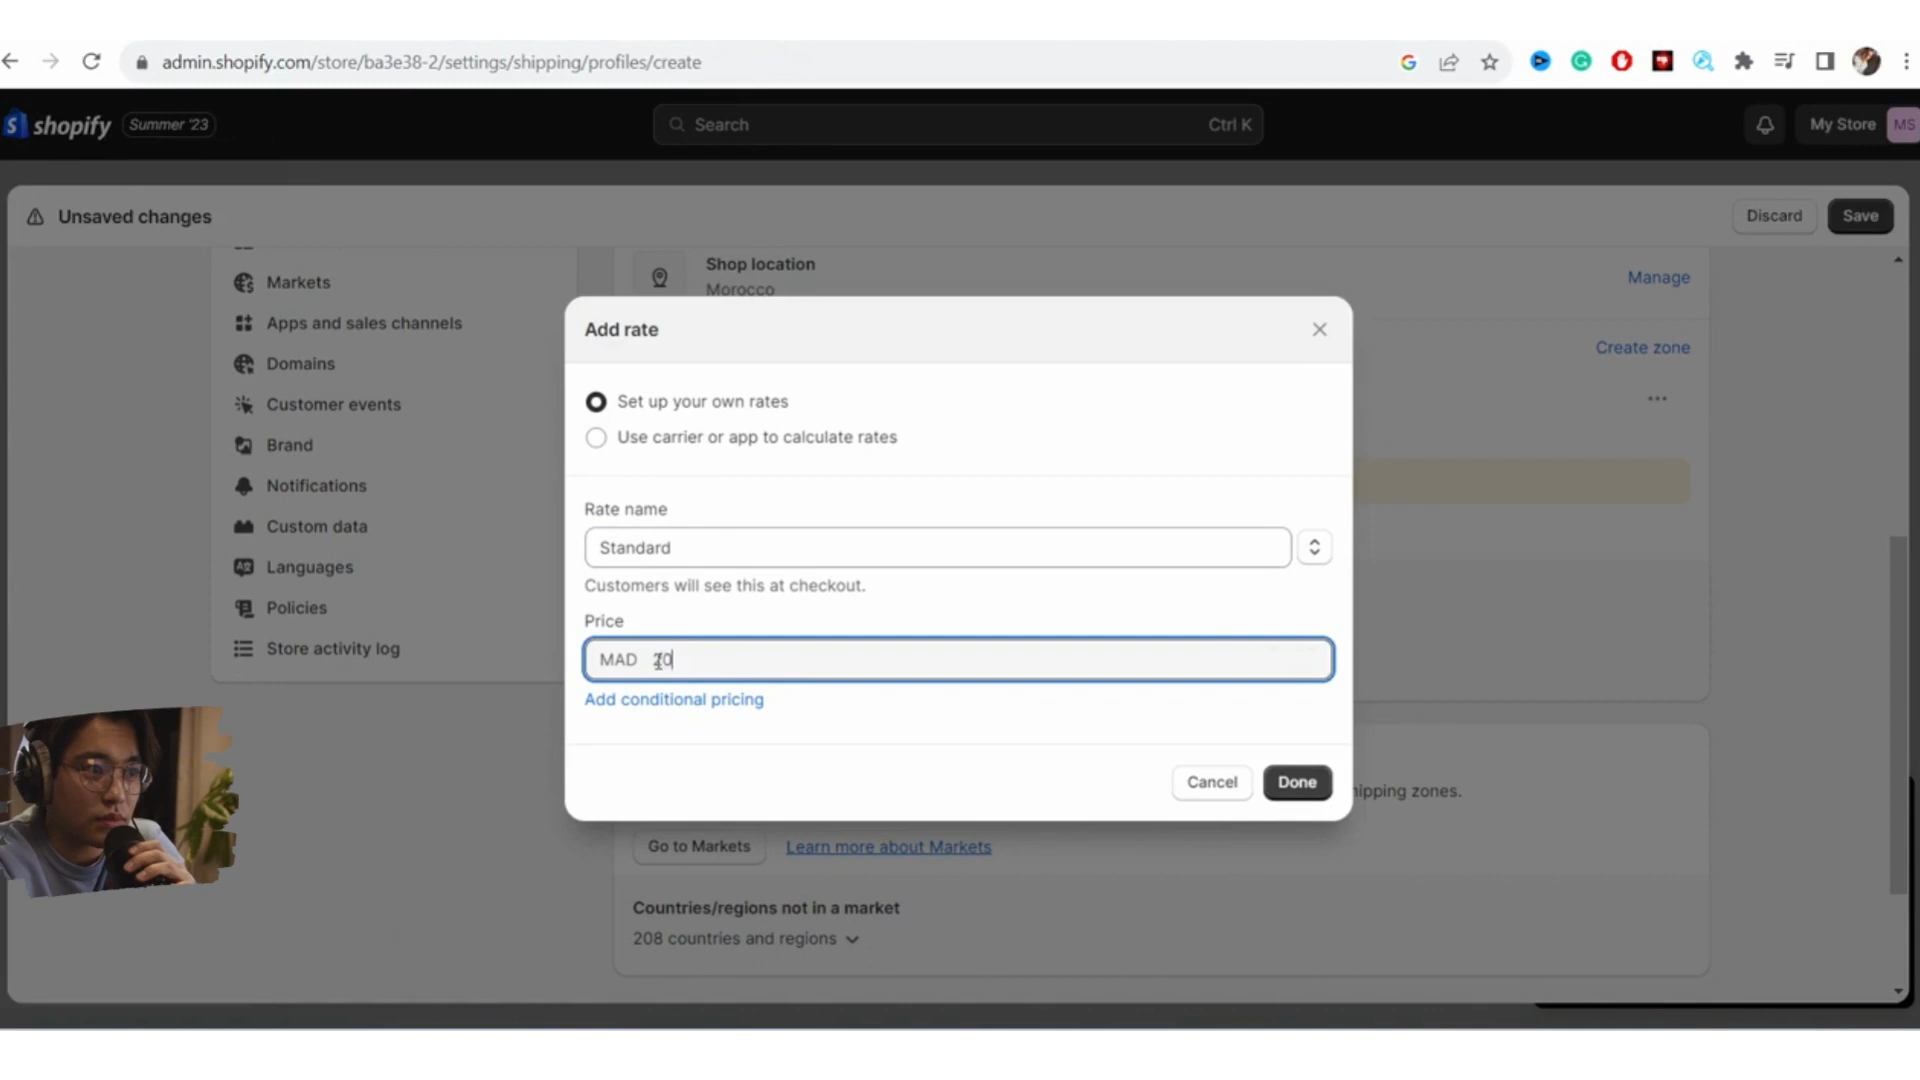 admin.shopify.com/store/ba3e38-2/settings/shipping/profiles/create
shopify Summer '23 Search Ctrl K My Store MS
Unsaved changes Discard Save
Markets
Apps and sales channels
Domains
Customer events
Brand
Notifications
Custom data
Languages
Policies
Store activity log
Shop location
Morocco
Manage
Create zone
Add rate
Set up your own rates
Use carrier or app to calculate rates
Rate name
Standard
Customers will see this at checkout.
Price
MAD 20
Add conditional pricing
Cancel Done
hipping zones.
Go to Markets Learn more about Markets
Countries/regions not in a market
208 countries and regions